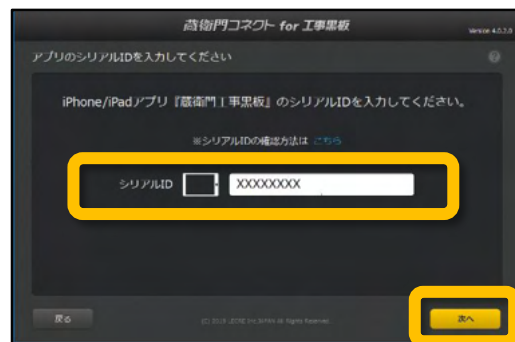 蔵衛門コネクト for 工事黒板
Version 4.0.3.0
アプリのシリアルIDを入力してください
?
iPhone/iPadアプリ『蔵衛門工事黒板』のシリアルIDを入力してください。
※シリアルIDの確認方法は こちら
シリアルID XXXXXXXX
戻る
次へ